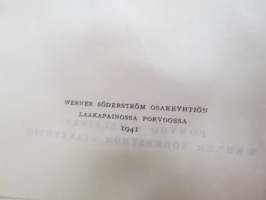 WERNER SÖDERSTRÖM OSAKEYHTIÖN
LAAKAPAINOSSA PORVOOSSA
1941